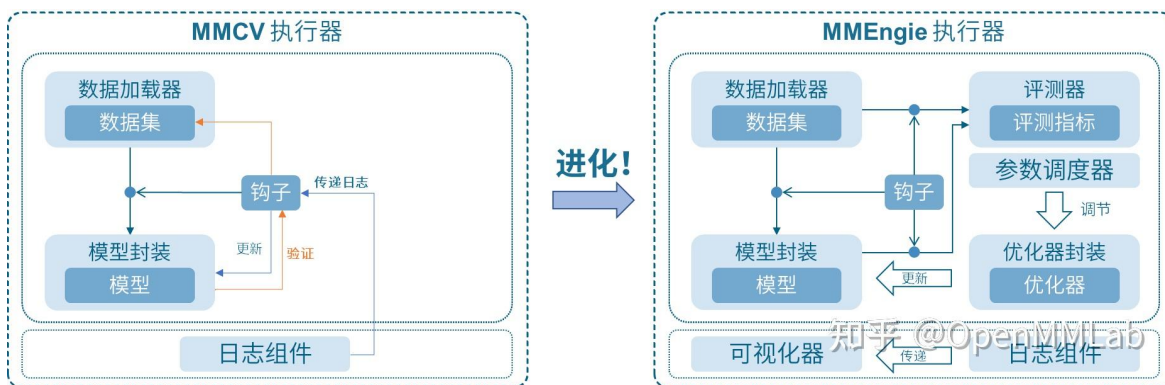 MMCV 执行器
数据加载器
数据集
钩子
传递日志
更新
验证
模型封装
模型
日志组件
进化！
MMEngie 执行器
数据加载器
数据集
评测器
评测指标
参数调度器
钩子
调节
模型封装
模型
更新
优化器封装
优化器
可视化器
传递
日志组件
知乎 @OpenMMLab